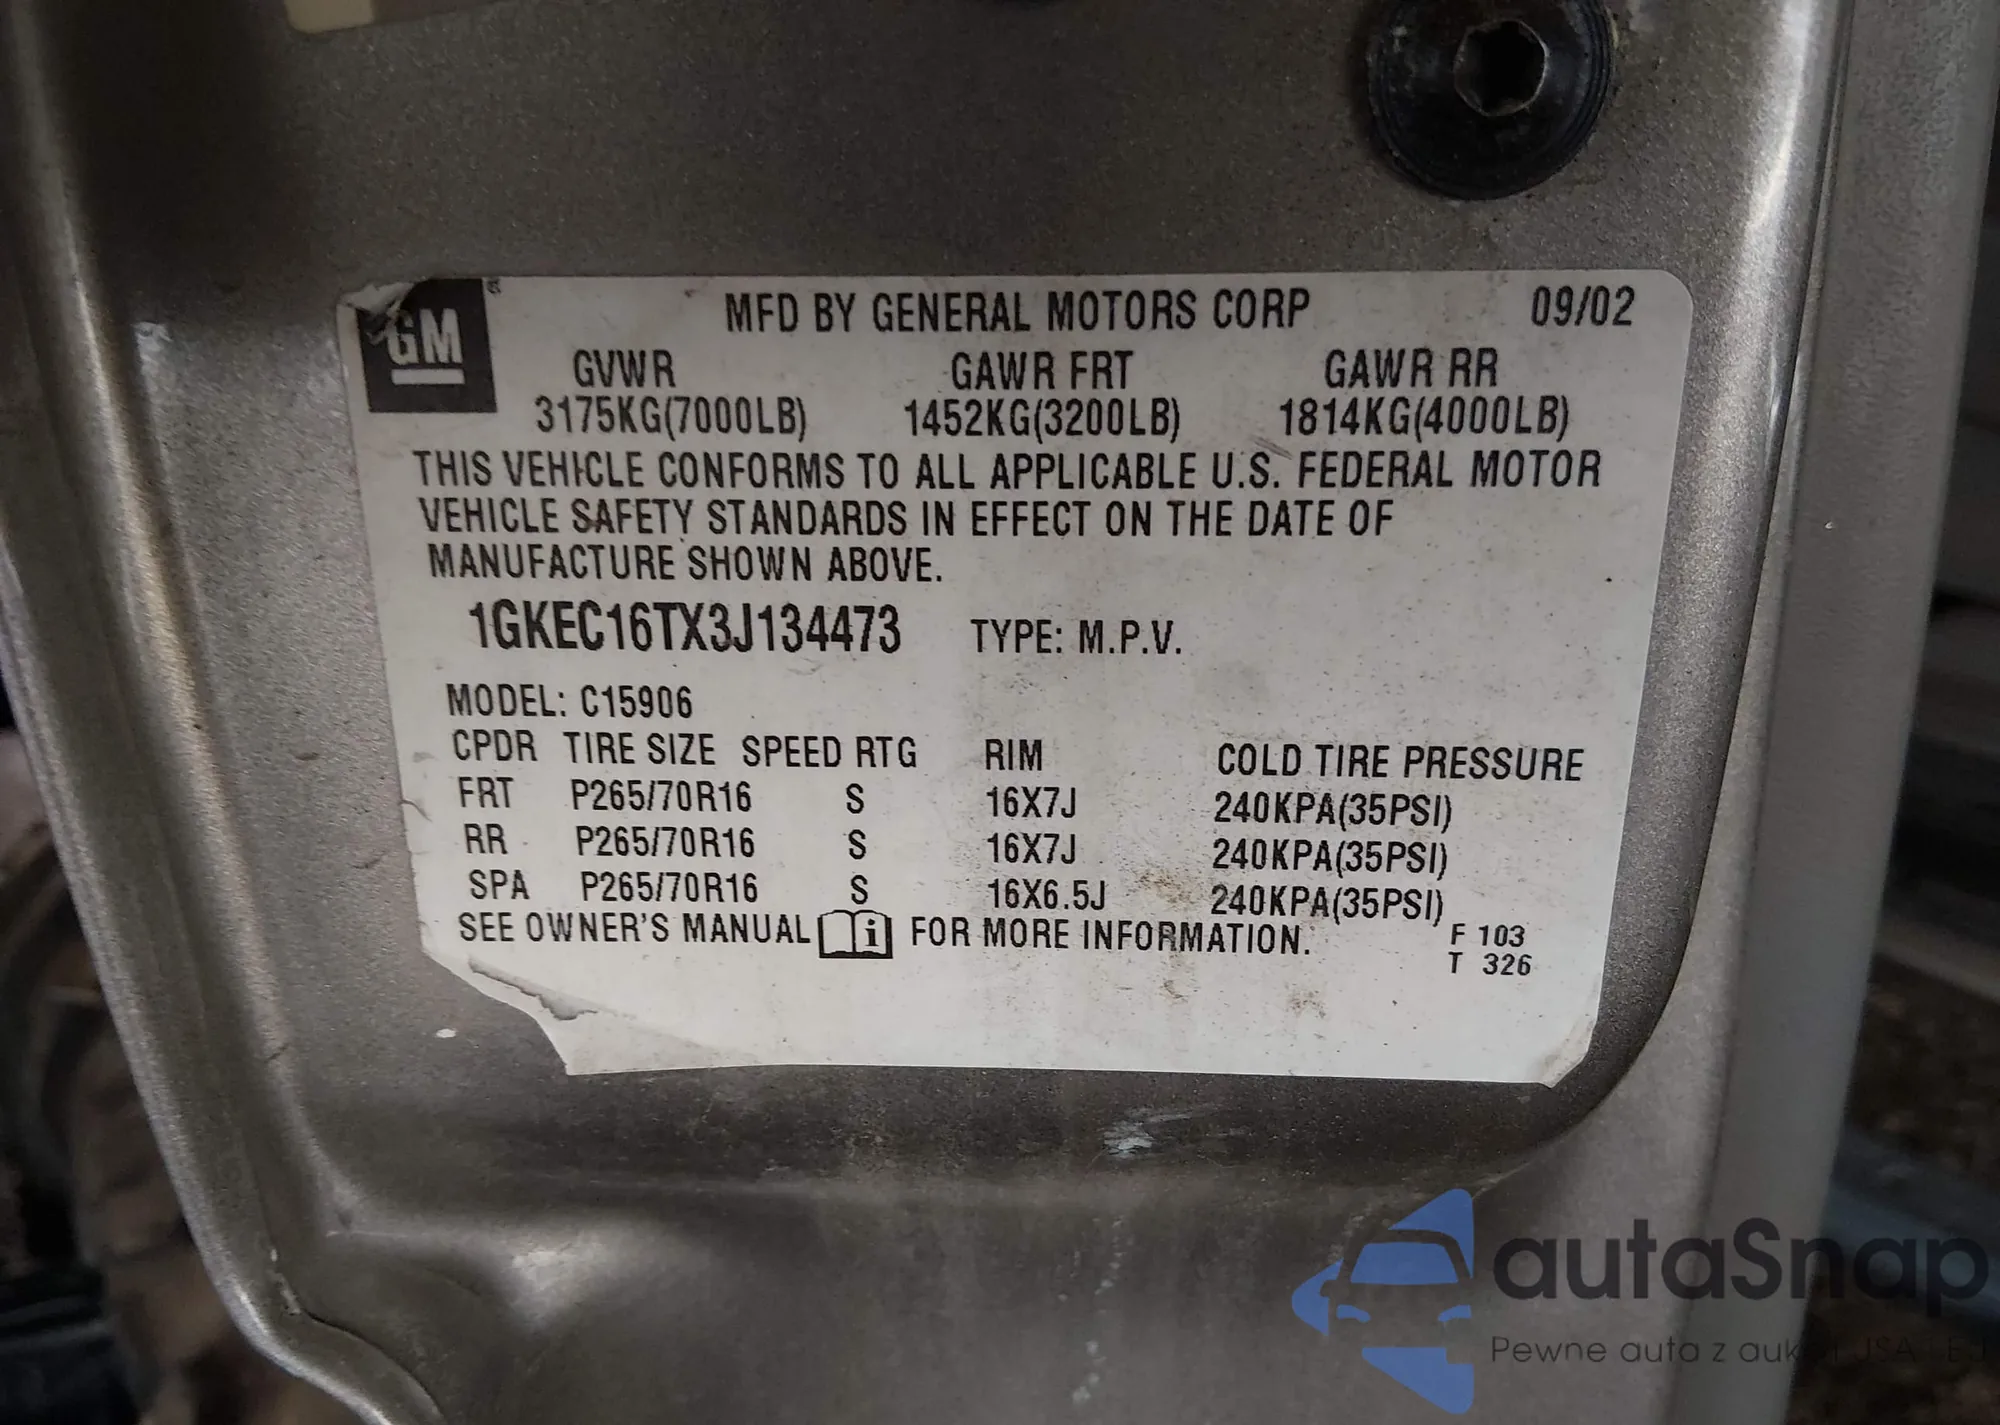 GM
MFD BY GENERAL MOTORS CORP 09/02
GVWR GAWR FRT GAWR RR
3175KG(7000LB) 1452KG(3200LB) 1814KG(4000LB)
THIS VEHICLE CONFORMS TO ALL APPLICABLE U.S. FEDERAL MOTOR
VEHICLE SAFETY STANDARDS IN EFFECT ON THE DATE OF
MANUFACTURE SHOWN ABOVE.
1GKEC16TX3J134473 TYPE: M.P.V.
MODEL: C15906
CPDR TIRE SIZE SPEED RTG RIM COLD TIRE PRESSURE
FRT P265/70R16 S 16X7J 240KPA(35PSI)
RR P265/70R16 S 16X7J 240KPA(35PSI)
SPA P265/70R16 S 16X6.5J 240KPA(35PSI)
SEE OWNER'S MANUAL i FOR MORE INFORMATION.
F 103
T 326
autaSnap
Pewne auta z